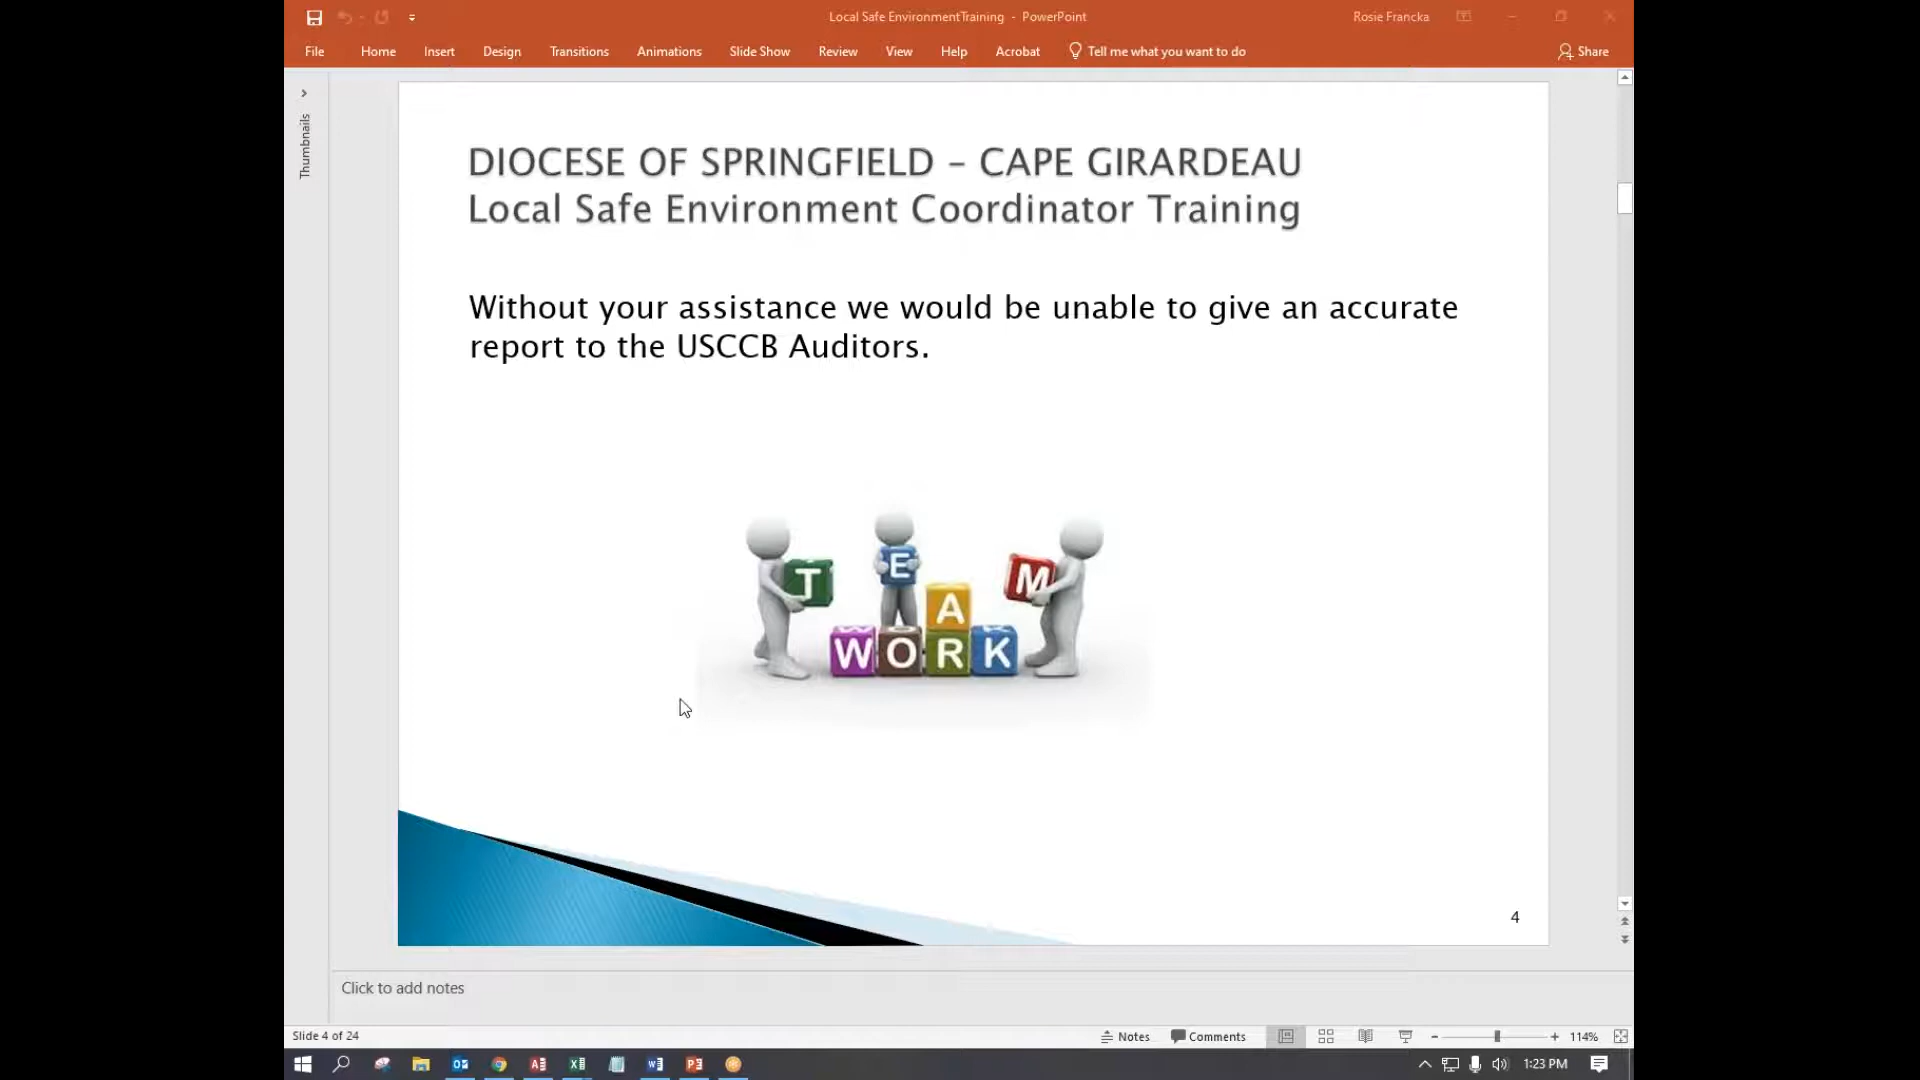 Local Safe EnvironmentTraining - PowerPoint
Rosie Francka
File Home Insert Design Transitions Animations Slide Show Review View Help Acrobat Tell me what you want to do Share
Thumbnails
DIOCESE OF SPRINGFIELD – CAPE GIRARDEAU
Local Safe Environment Coordinator Training
Without your assistance we would be unable to give an accurate
report to the USCCB Auditors.
T E A M
W O R K
4
Click to add notes
Slide 4 of 24
Notes Comments 114%
1:23 PM